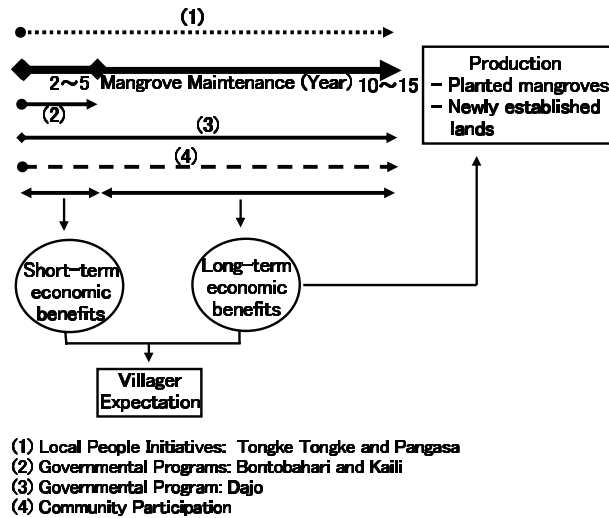 (1)
2～5 Mangrove Maintenance (Year) 10～15
(2)
(3)
(4)
Production
- Planted mangroves
- Newly established
lands
Short-term
economic
benefits
Long-term
economic
benefits
Villager
Expectation
(1) Local People Initiatives: Tongke Tongke and Pangasa
(2) Governmental Programs: Bontobahari and Kaili
(3) Governmental Program: Dajo
(4) Community Participation